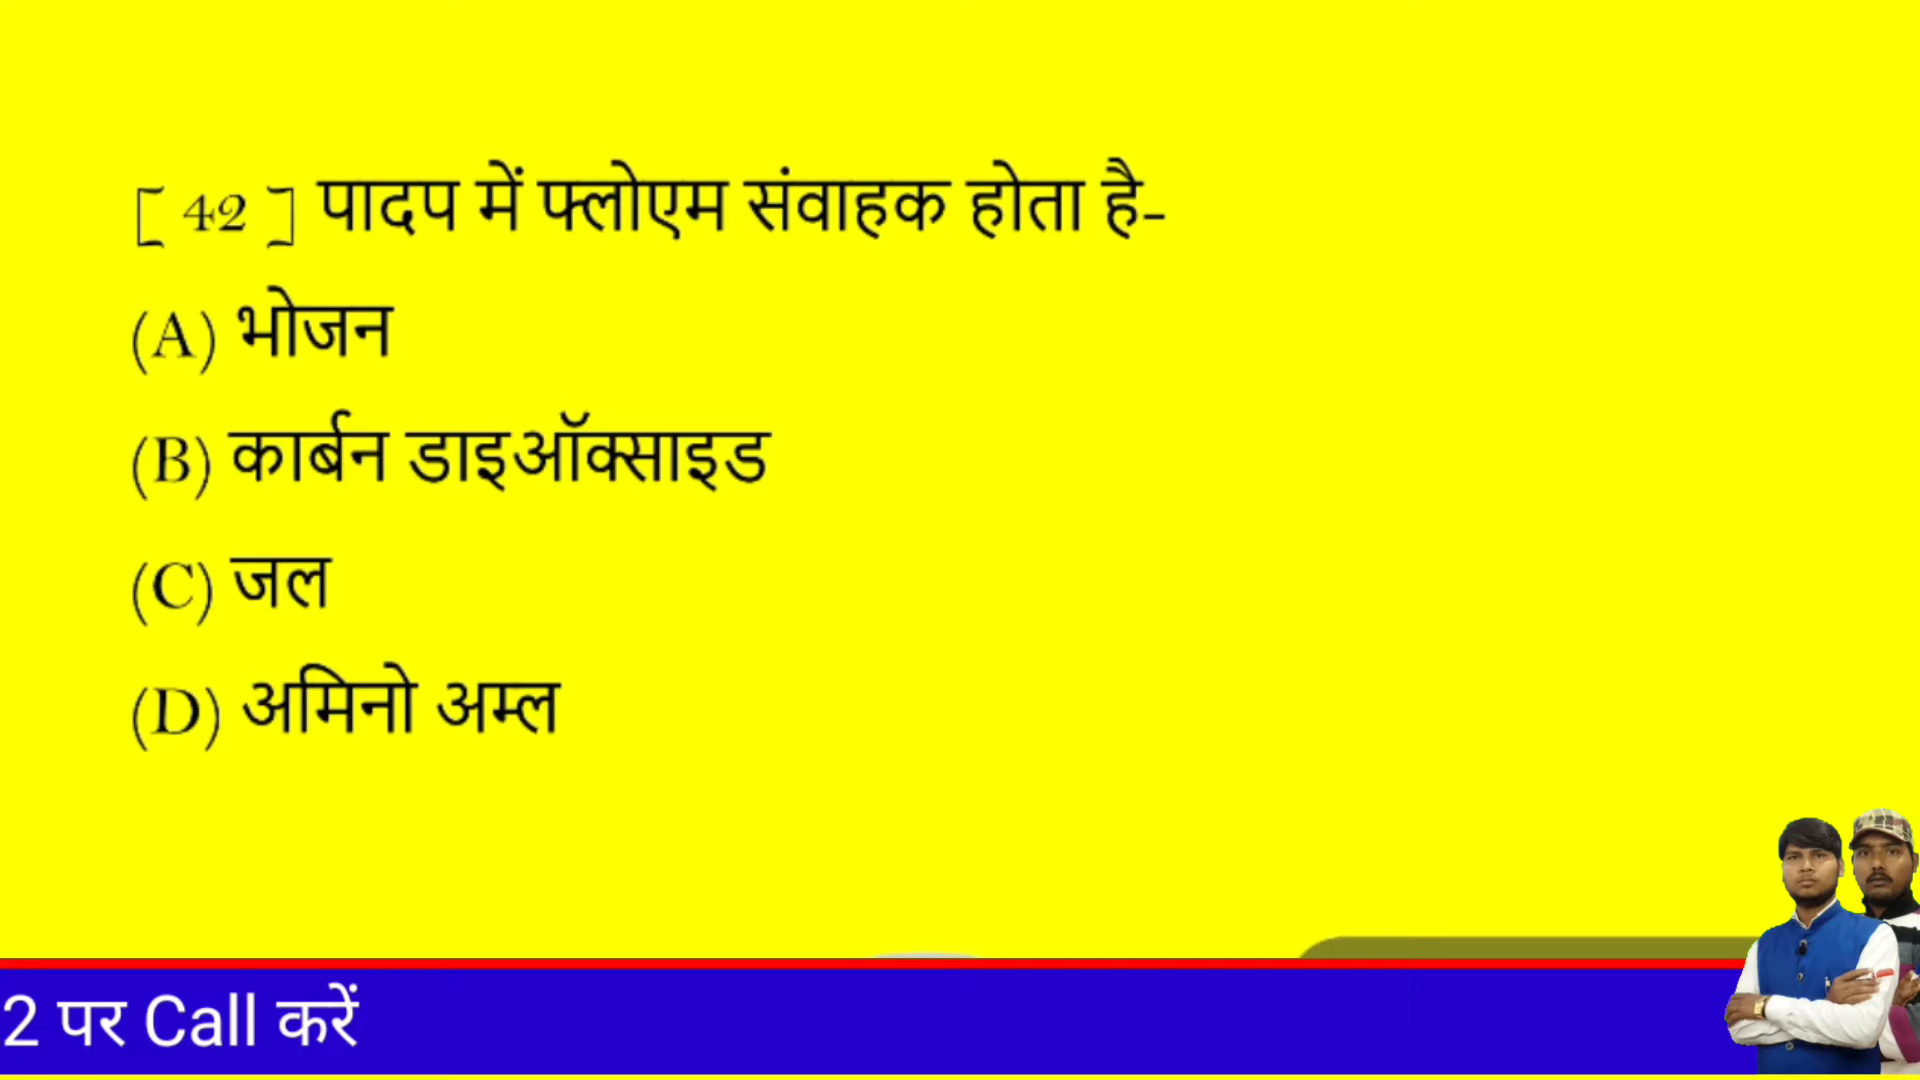 [ 42 ] पादप में फ्लोएम संवाहक होता है-
(A) भोजन
(B) कार्बन डाइऑक्साइड
(C) जल
(D) अमिनो अम्ल
2 पर Call करें